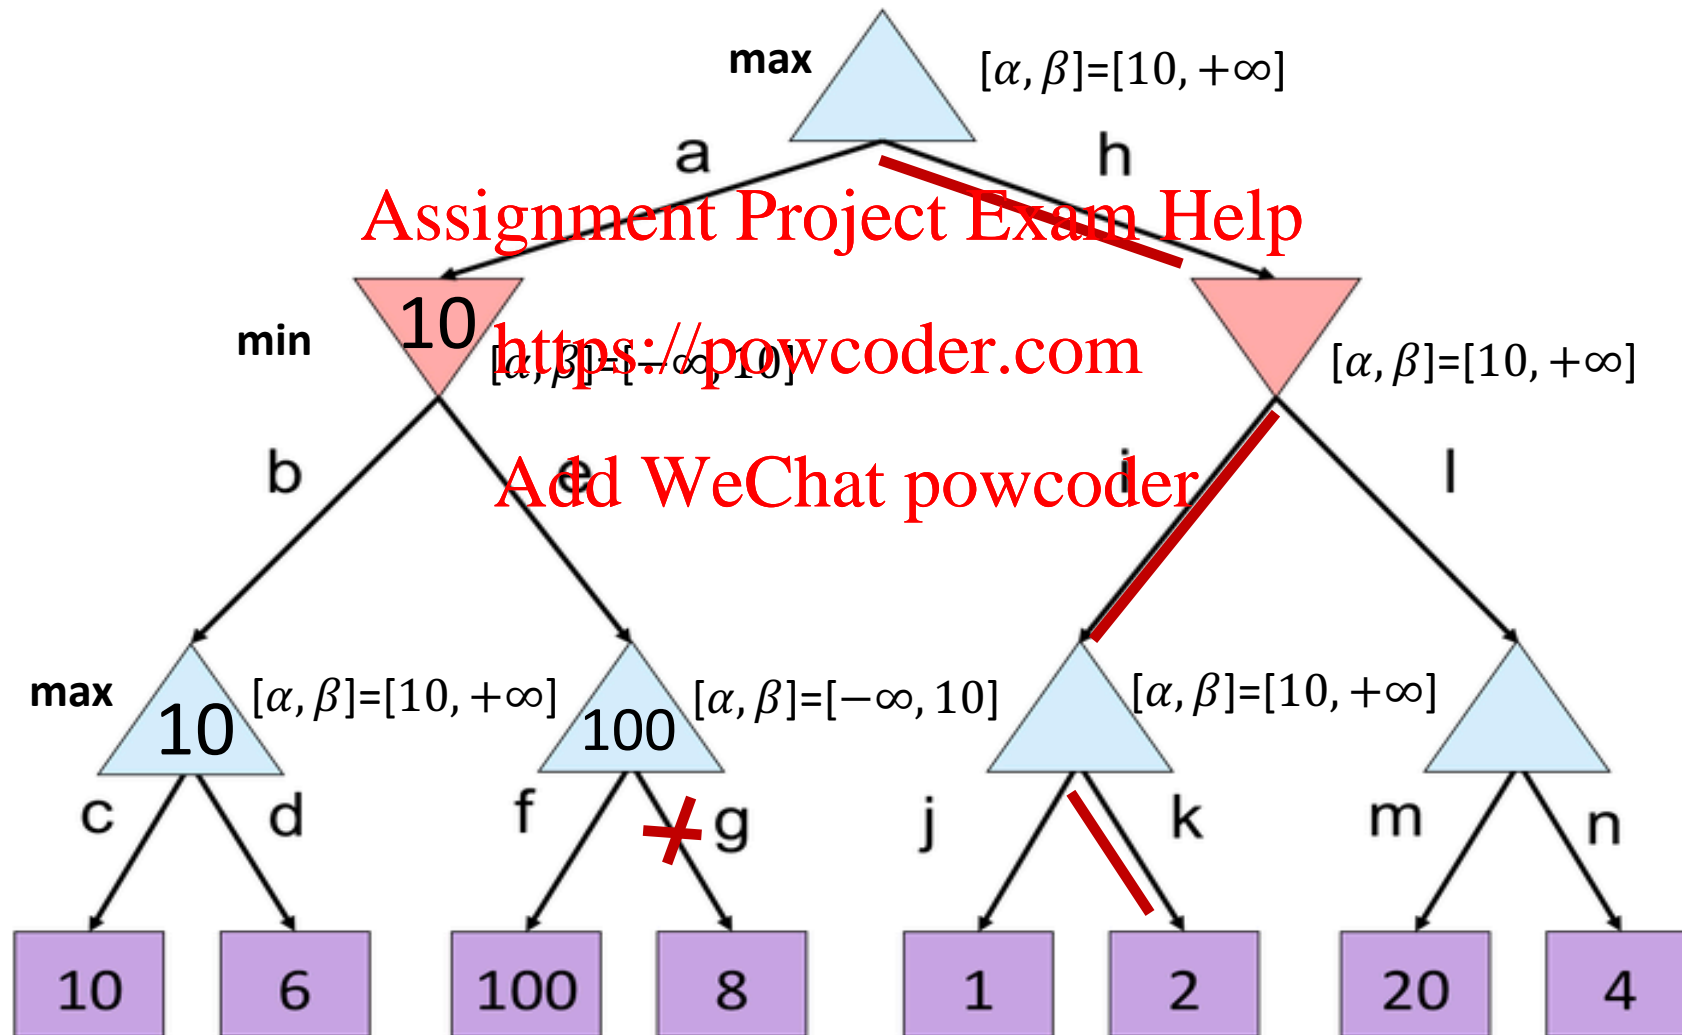 max [α, β]=[10, +∞]
a h
Assignment Project Exam Help
10
min [α, β]=[−∞, 10] [α, β]=[10, +∞]
https://powcoder.com
b e i l
Add WeChat powcoder
max 10 [α, β]=[10, +∞] 100 [α, β]=[−∞, 10] [α, β]=[10, +∞]
c d f g j k m n
10 6 100 8 1 2 20 4